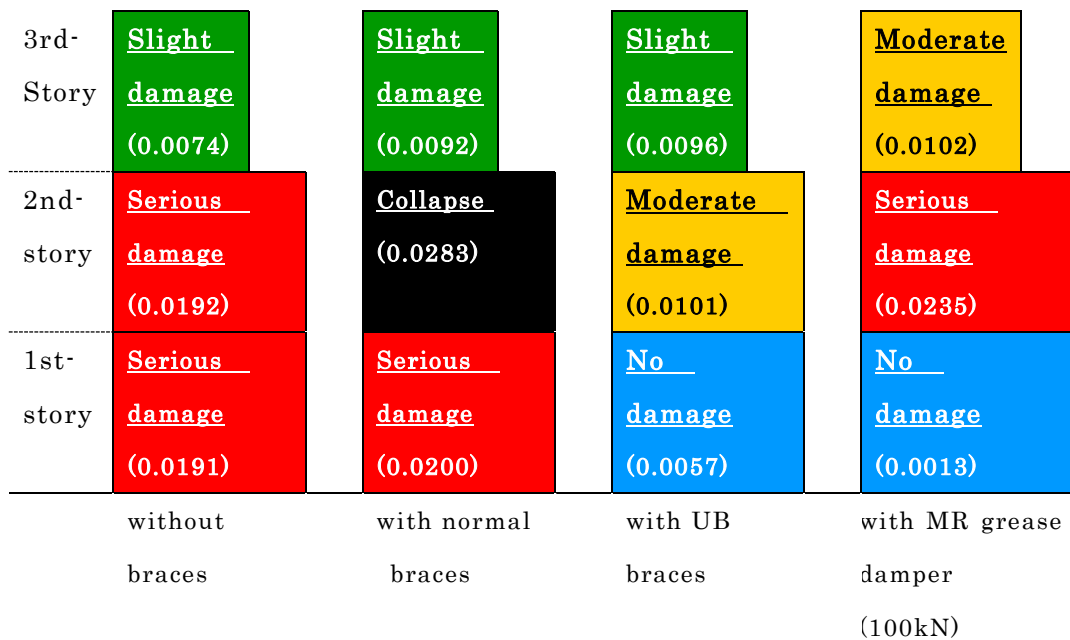 3rd- Slight Slight Slight Moderate
Story damage damage damage damage
(0.0074) (0.0092) (0.0096) (0.0102)
2nd- Serious Collapse Moderate Serious
story damage (0.0283) damage damage
(0.0192) (0.0101) (0.0235)
1st- Serious Serious No No
story damage damage damage damage
(0.0191) (0.0200) (0.0057) (0.0013)
without with normal with UB with MR grease
braces braces braces damper
(100kN)